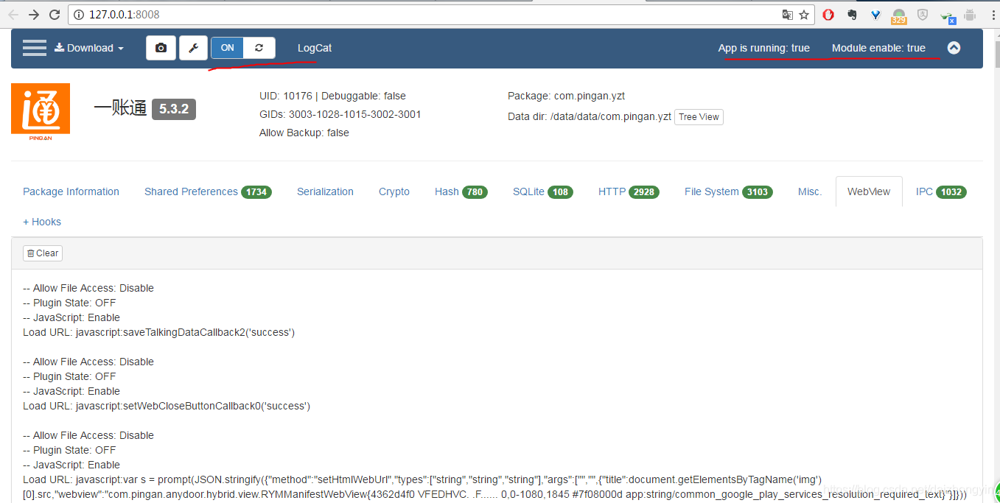 127.0.0.1:8008
329
x
Download
ON
LogCat
App is running: true
Module enable: true
通
PINGAN
一账通 5.3.2
UID: 10176 | Debuggable: false
GIDs: 3003-1028-1015-3002-3001
Allow Backup: false
Package: com.pingan.yzt
Data dir: /data/data/com.pingan.yzt Tree View
Package Information
Shared Preferences 1734
Serialization
Crypto
Hash 780
SQLite 108
HTTP 2928
File System 3103
Misc.
WebView
IPC 1032
+ Hooks
Clear
-- Allow File Access: Disable
-- Plugin State: OFF
-- JavaScript: Enable
Load URL: javascript:saveTalkingDataCallback2('success')
-- Allow File Access: Disable
-- Plugin State: OFF
-- JavaScript: Enable
Load URL: javascript:setWebCloseButtonCallback0('success')
-- Allow File Access: Disable
-- Plugin State: OFF
-- JavaScript: Enable
Load URL: javascript:var s = prompt(JSON.stringify({"method":"setHtmlWebUrl","types":["string","string","string"],"args":["","",{"title":document.getElementsByTagName('img')
[0].src,"webview":"com.pingan.anydoor.hybrid.view.RYMManifestWebView{4362d4f0 VFEDHVC. .F...... 0,0-1080,1845 #7f08000d app:string/common_google_play_services_resolution_required_text}"}]}))